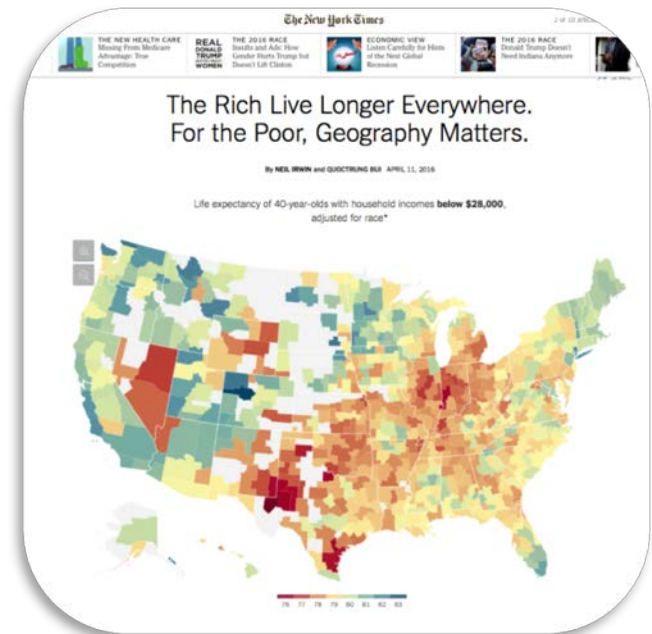 The New York Times
2 of 10
THE NEW HEALTH CARE
Missing From Medicare
Advantage: True
Competition
REAL
DONALD
TRUMP
WOMEN
THE 2016 RACE
Insults and Ads: How
Gender Hurts Trump but
Doesn't Lift Clinton
ECONOMIC VIEW
Listen Carefully for Hints
of the Next Global
Recession
THE 2016 RACE
Donald Trump Doesn't
Need Indiana Anymore
The Rich Live Longer Everywhere.
For the Poor, Geography Matters.
By NEIL IRWIN and QUOCTRUNG BUI APRIL 11, 2016
Life expectancy of 40-year-olds with household incomes below $28,000,
adjusted for race*
76 77 78 79 80 81 82 83